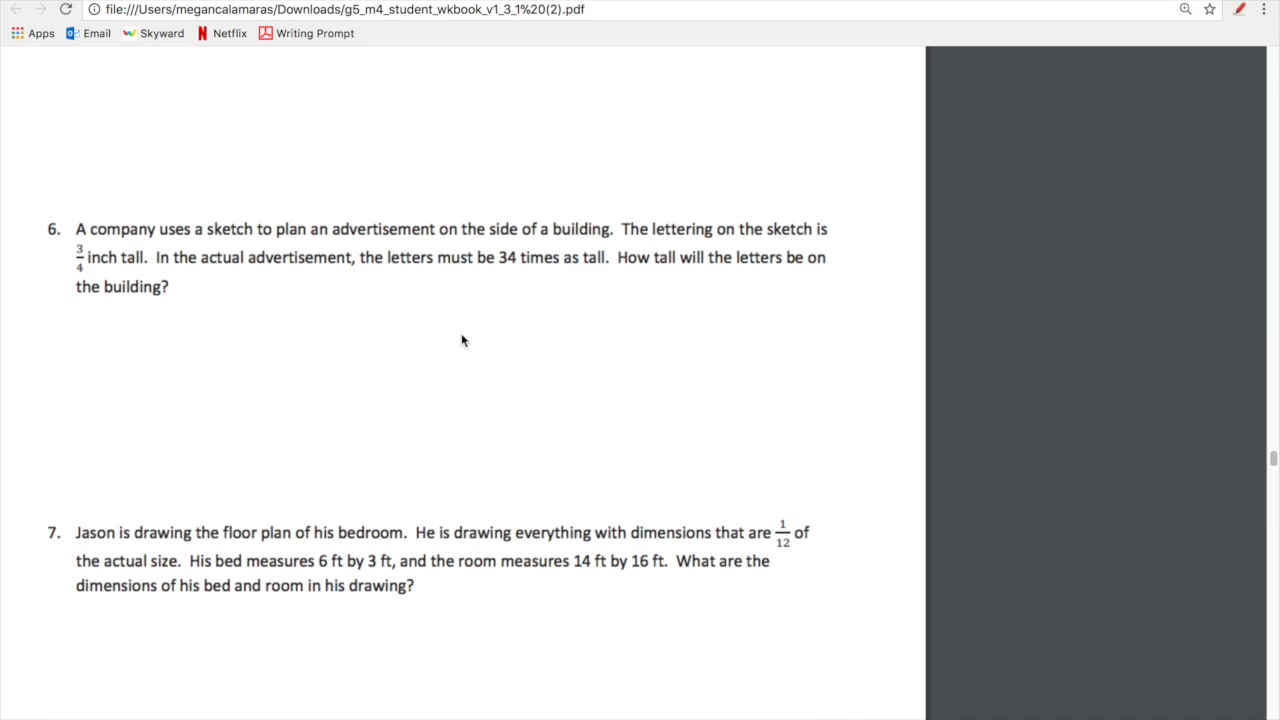 file:///Users/megancalamaras/Downloads/g5_m4_student_wkbook_v1_3_1%20(2).pdf
Apps Email Skyward Netflix Writing Prompt
6. A company uses a sketch to plan an advertisement on the side of a building. The lettering on the sketch is
3/4 inch tall. In the actual advertisement, the letters must be 34 times as tall. How tall will the letters be on
the building?
7. Jason is drawing the floor plan of his bedroom. He is drawing everything with dimensions that are 1/12 of
the actual size. His bed measures 6 ft by 3 ft, and the room measures 14 ft by 16 ft. What are the
dimensions of his bed and room in his drawing?